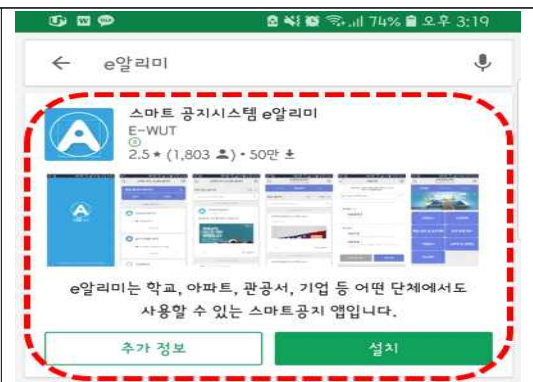 74% 오후 3:19
e알리미
스마트 공지시스템 e알리미
E-WUT
③
2.5★ (1,803) • 50만
e알리미는 학교, 아파트, 관공서, 기업 등 어떤 단체에서도
사용할 수 있는 스마트공지 앱입니다.
추가 정보
설치